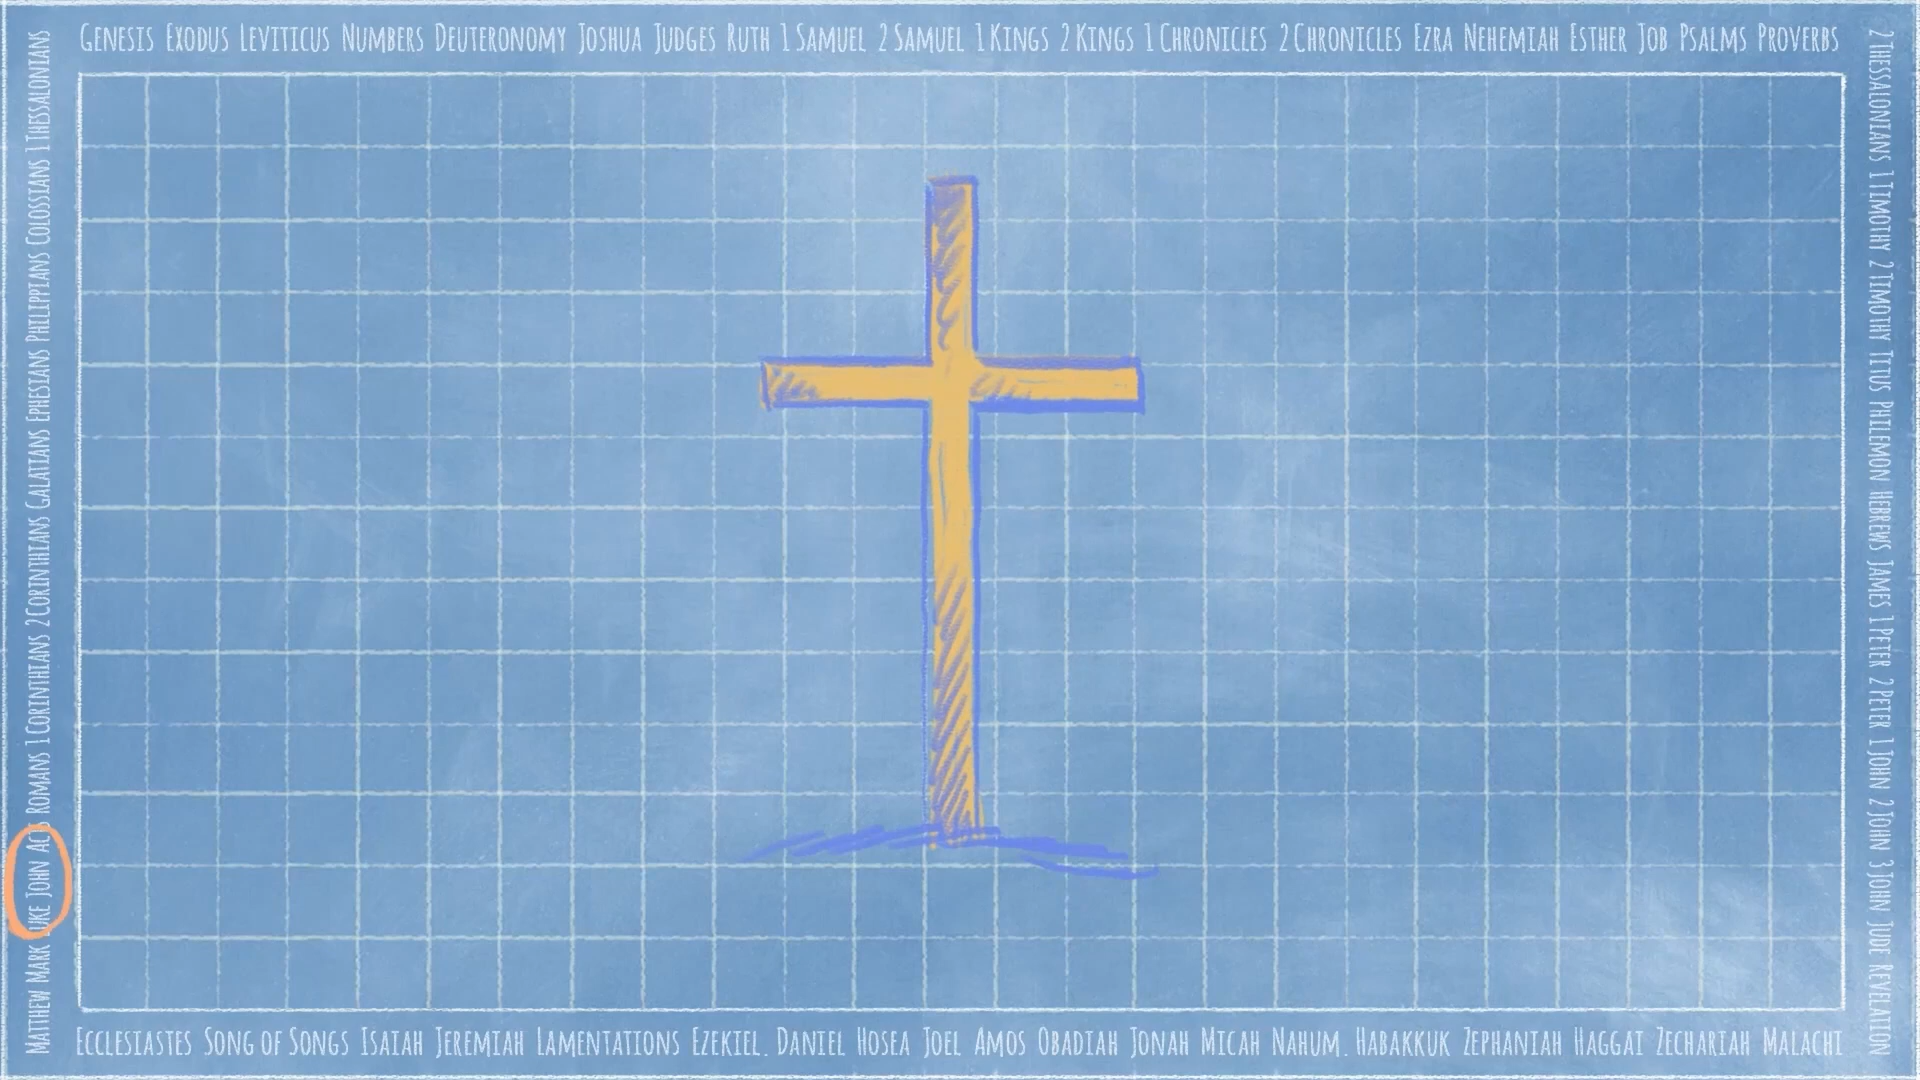 Genesis Exodus Leviticus Numbers Deuteronomy Joshua Judges Ruth 1 Samuel 2 Samuel 1 Kings 2 Kings 1 Chronicles 2 Chronicles Ezra Nehemiah Esther Job Psalms Proverbs
Ecclesiastes Song of Songs Isaiah Jeremiah Lamentations Ezekiel. Daniel Hosea Joel Amos Obadiah Jonah Micah Nahum. Habakkuk Zephaniah Haggai Zechariah Malachi
Matthew Mark Luke John Acts Romans 1 Corinthians 2 Corinthians Galatians Ephesians Philippians Colossians 1 Thessalonians
2 Thessalonians 1 Timothy 2 Timothy Titus Philemon Hebrews James 1 Peter 2 Peter 1 John 2 John 3 John Jude Revelation